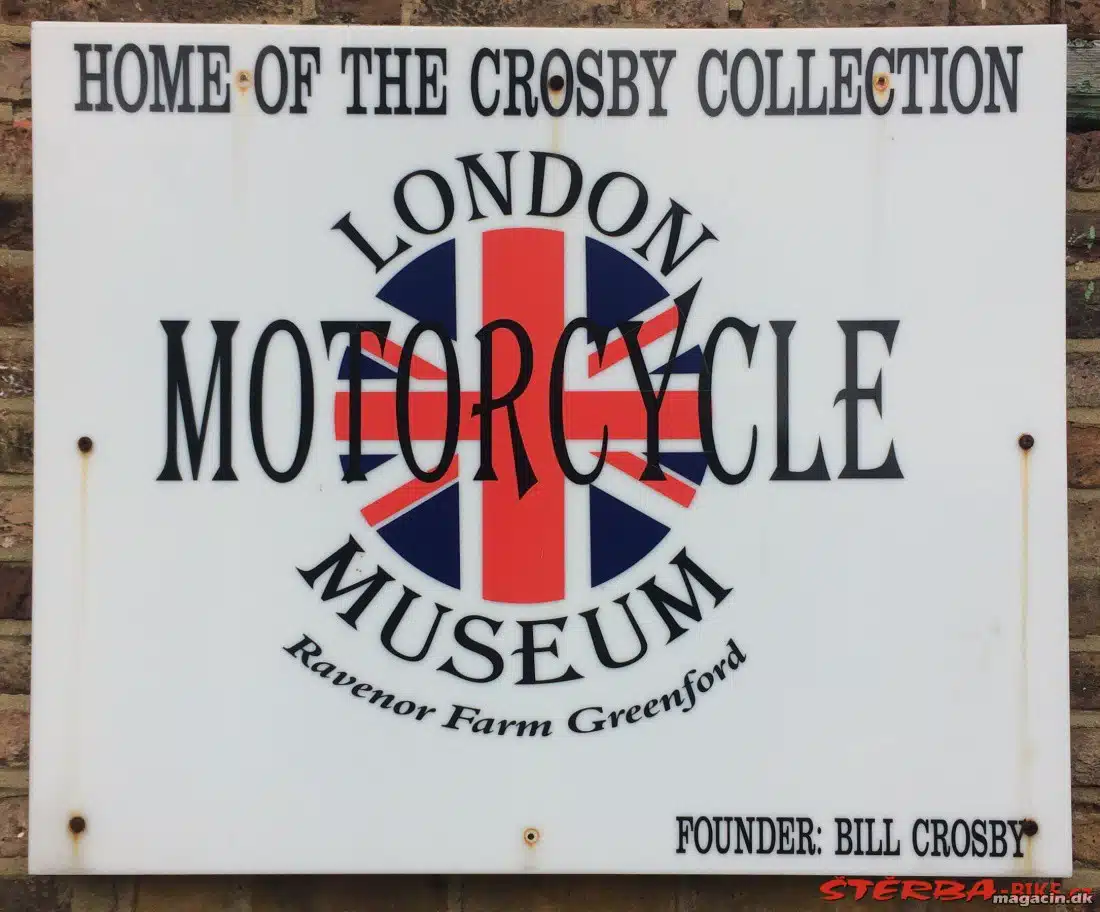 HOME OF THE CROSBY COLLECTION
LONDON
MOTORCYCLE
MUSEUM
Ravenor Farm Greenford
FOUNDER: BILL CROSBY
ŠTĚRBA-BIKE.cz
magacin.dk